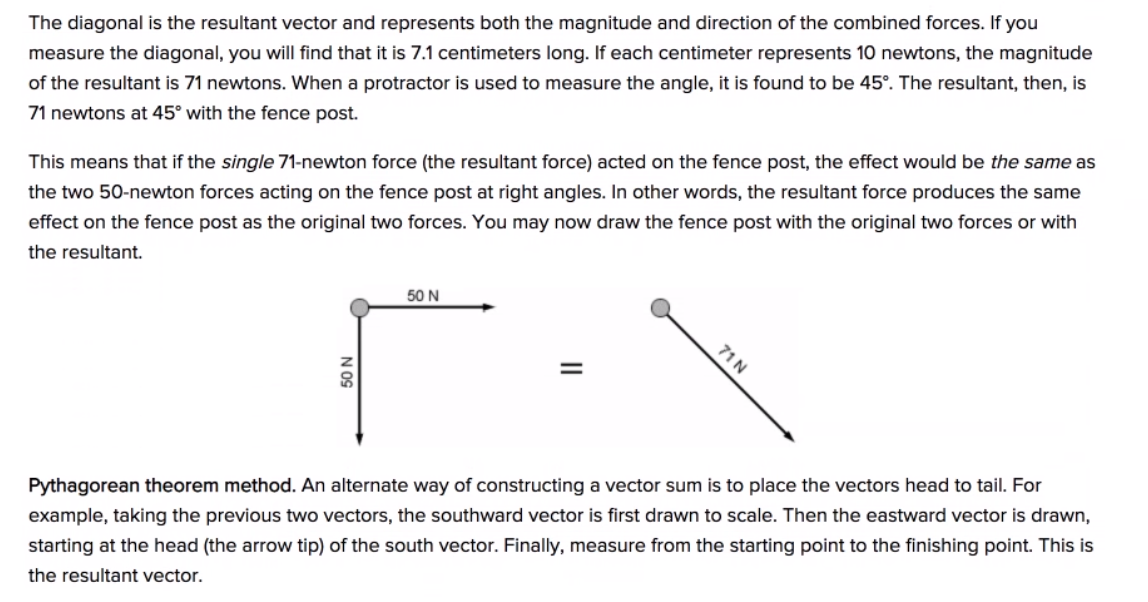 The diagonal is the resultant vector and represents both the magnitude and direction of the combined forces. If you
measure the diagonal, you will find that it is 7.1 centimeters long. If each centimeter represents 10 newtons, the magnitude
of the resultant is 71 newtons. When a protractor is used to measure the angle, it is found to be 45°. The resultant, then, is
71 newtons at 45° with the fence post.
This means that if the single 71-newton force (the resultant force) acted on the fence post, the effect would be the same as
the two 50-newton forces acting on the fence post at right angles. In other words, the resultant force produces the same
effect on the fence post as the original two forces. You may now draw the fence post with the original two forces or with
the resultant.
50 N
50 N
=
71 N
Pythagorean theorem method. An alternate way of constructing a vector sum is to place the vectors head to tail. For
example, taking the previous two vectors, the southward vector is first drawn to scale. Then the eastward vector is drawn,
starting at the head (the arrow tip) of the south vector. Finally, measure from the starting point to the finishing point. This is
the resultant vector.